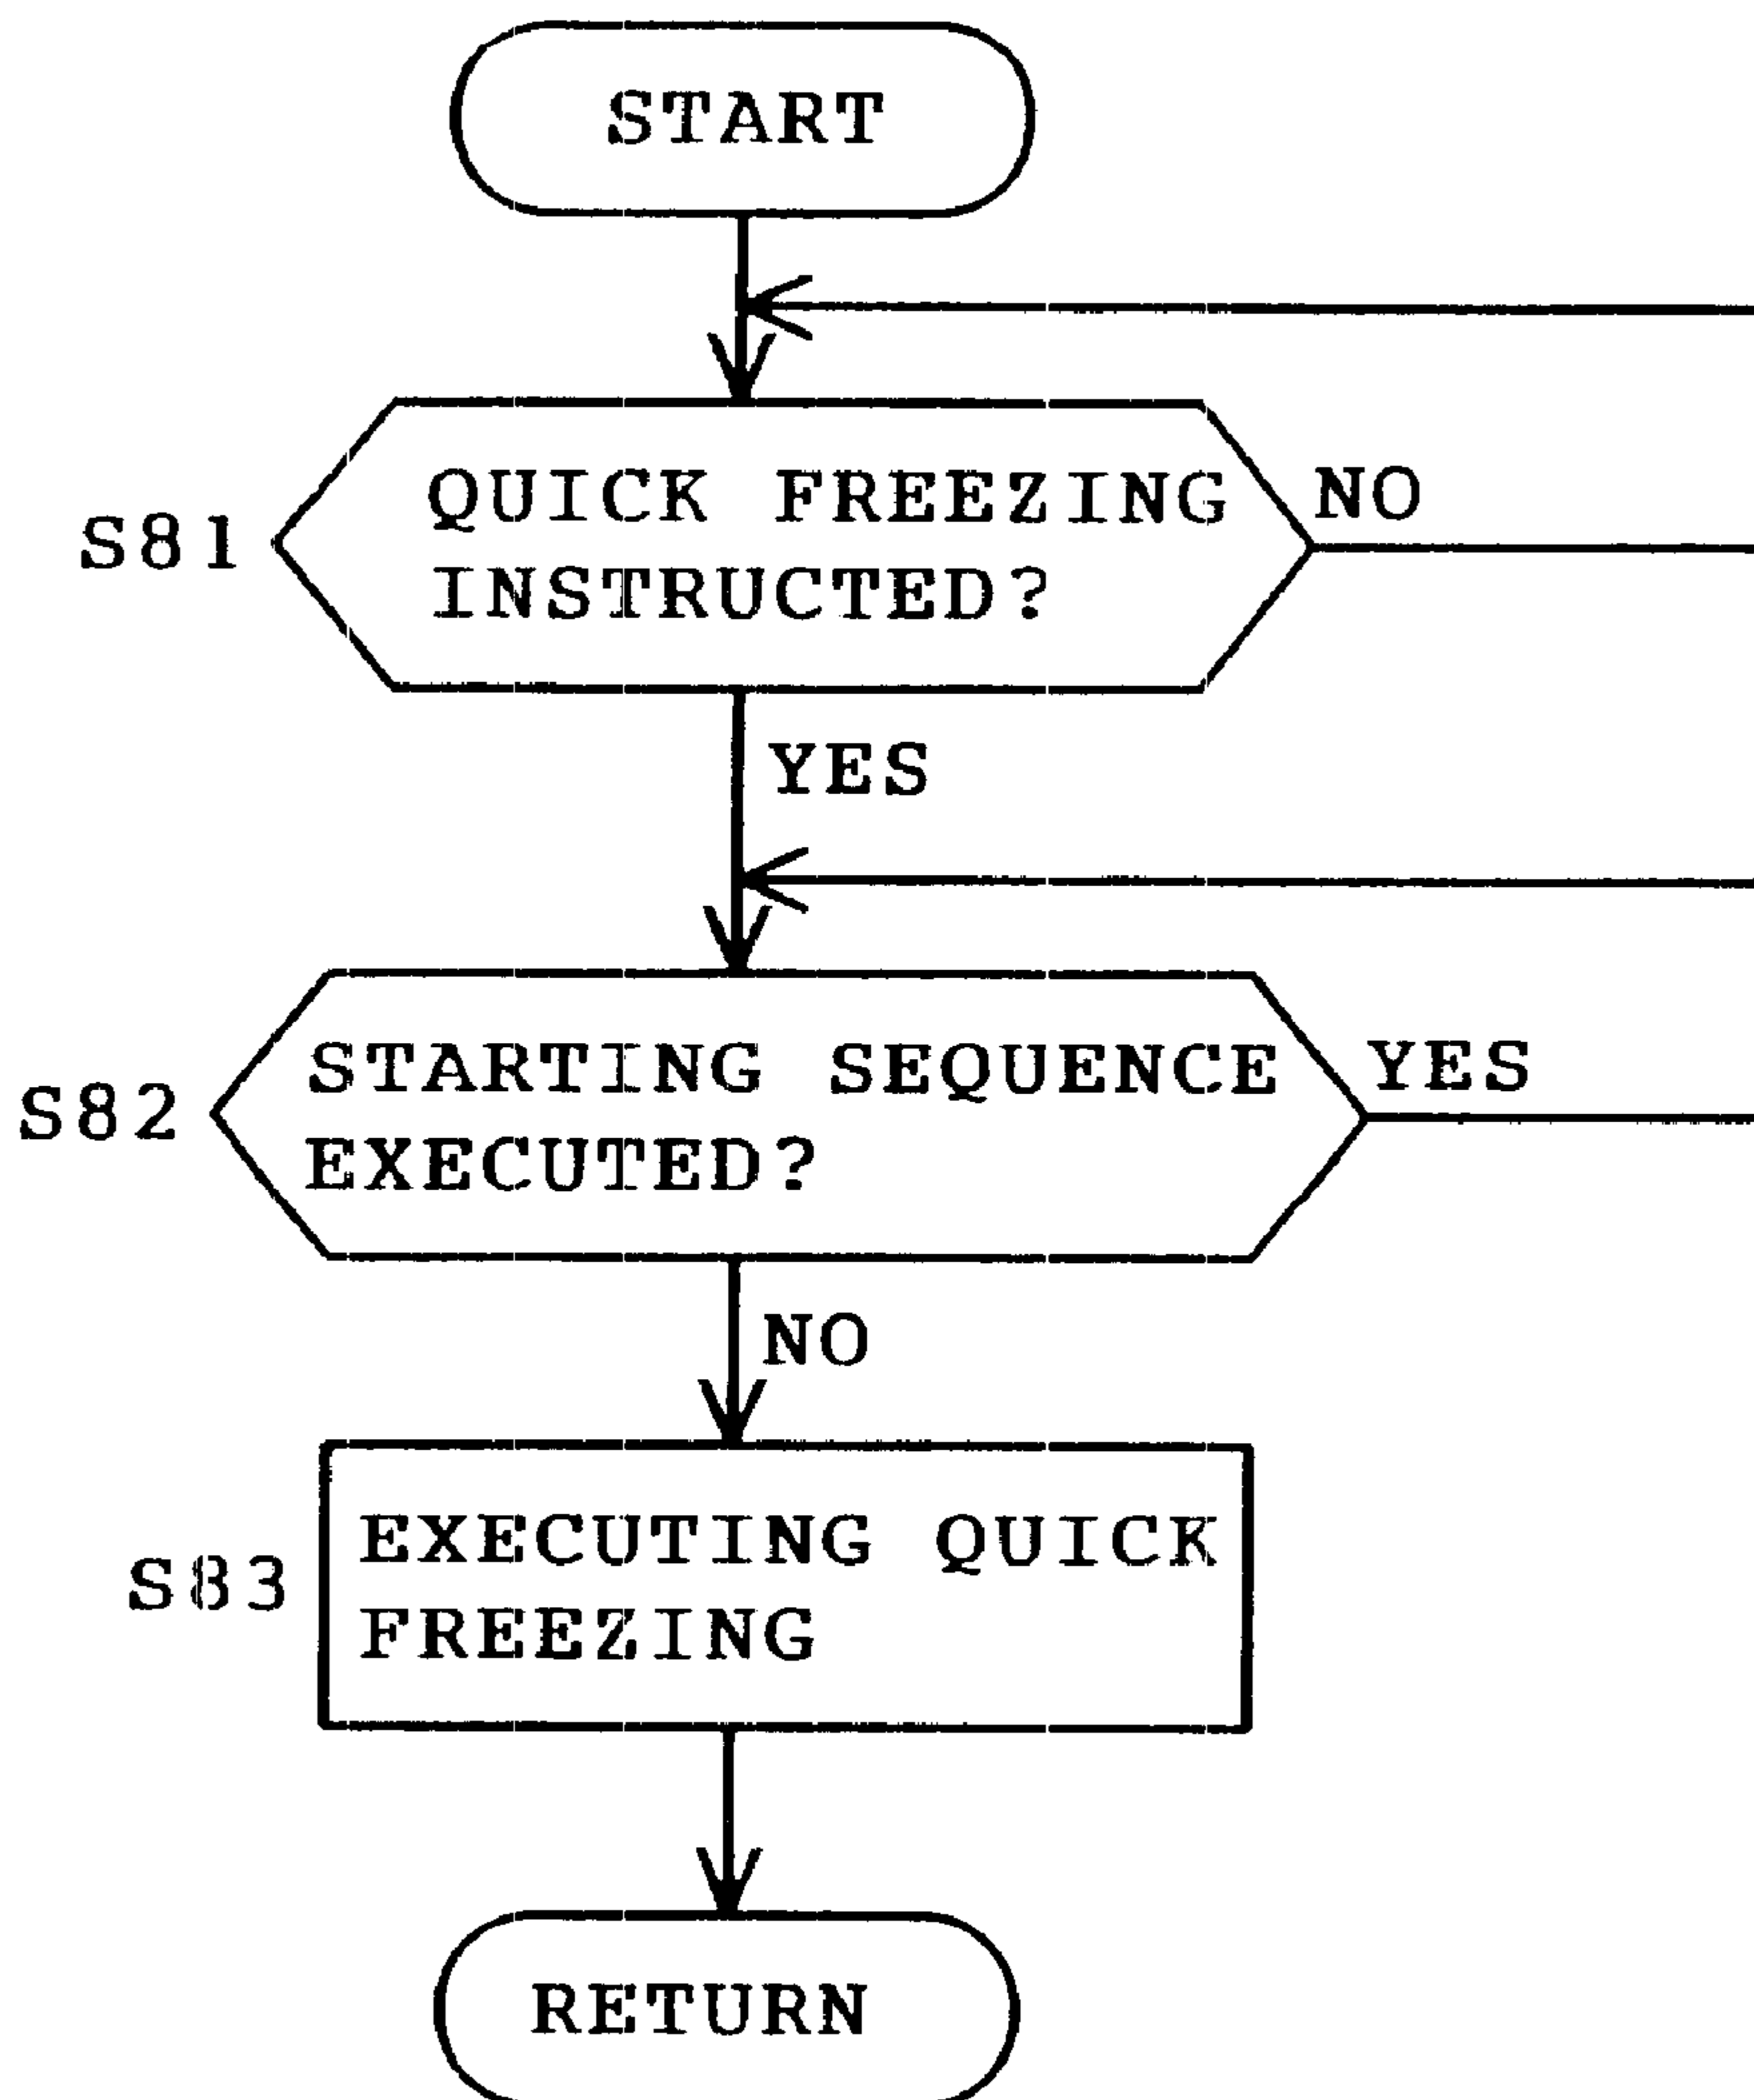 START
QUICK FREEZING
INSTRUCTED?
NO
S81
YES
STARTING SEQUENCE
EXECUTED?
YES
S82
NO
EXECUTING QUICK
FREEZING
S83
RETURN